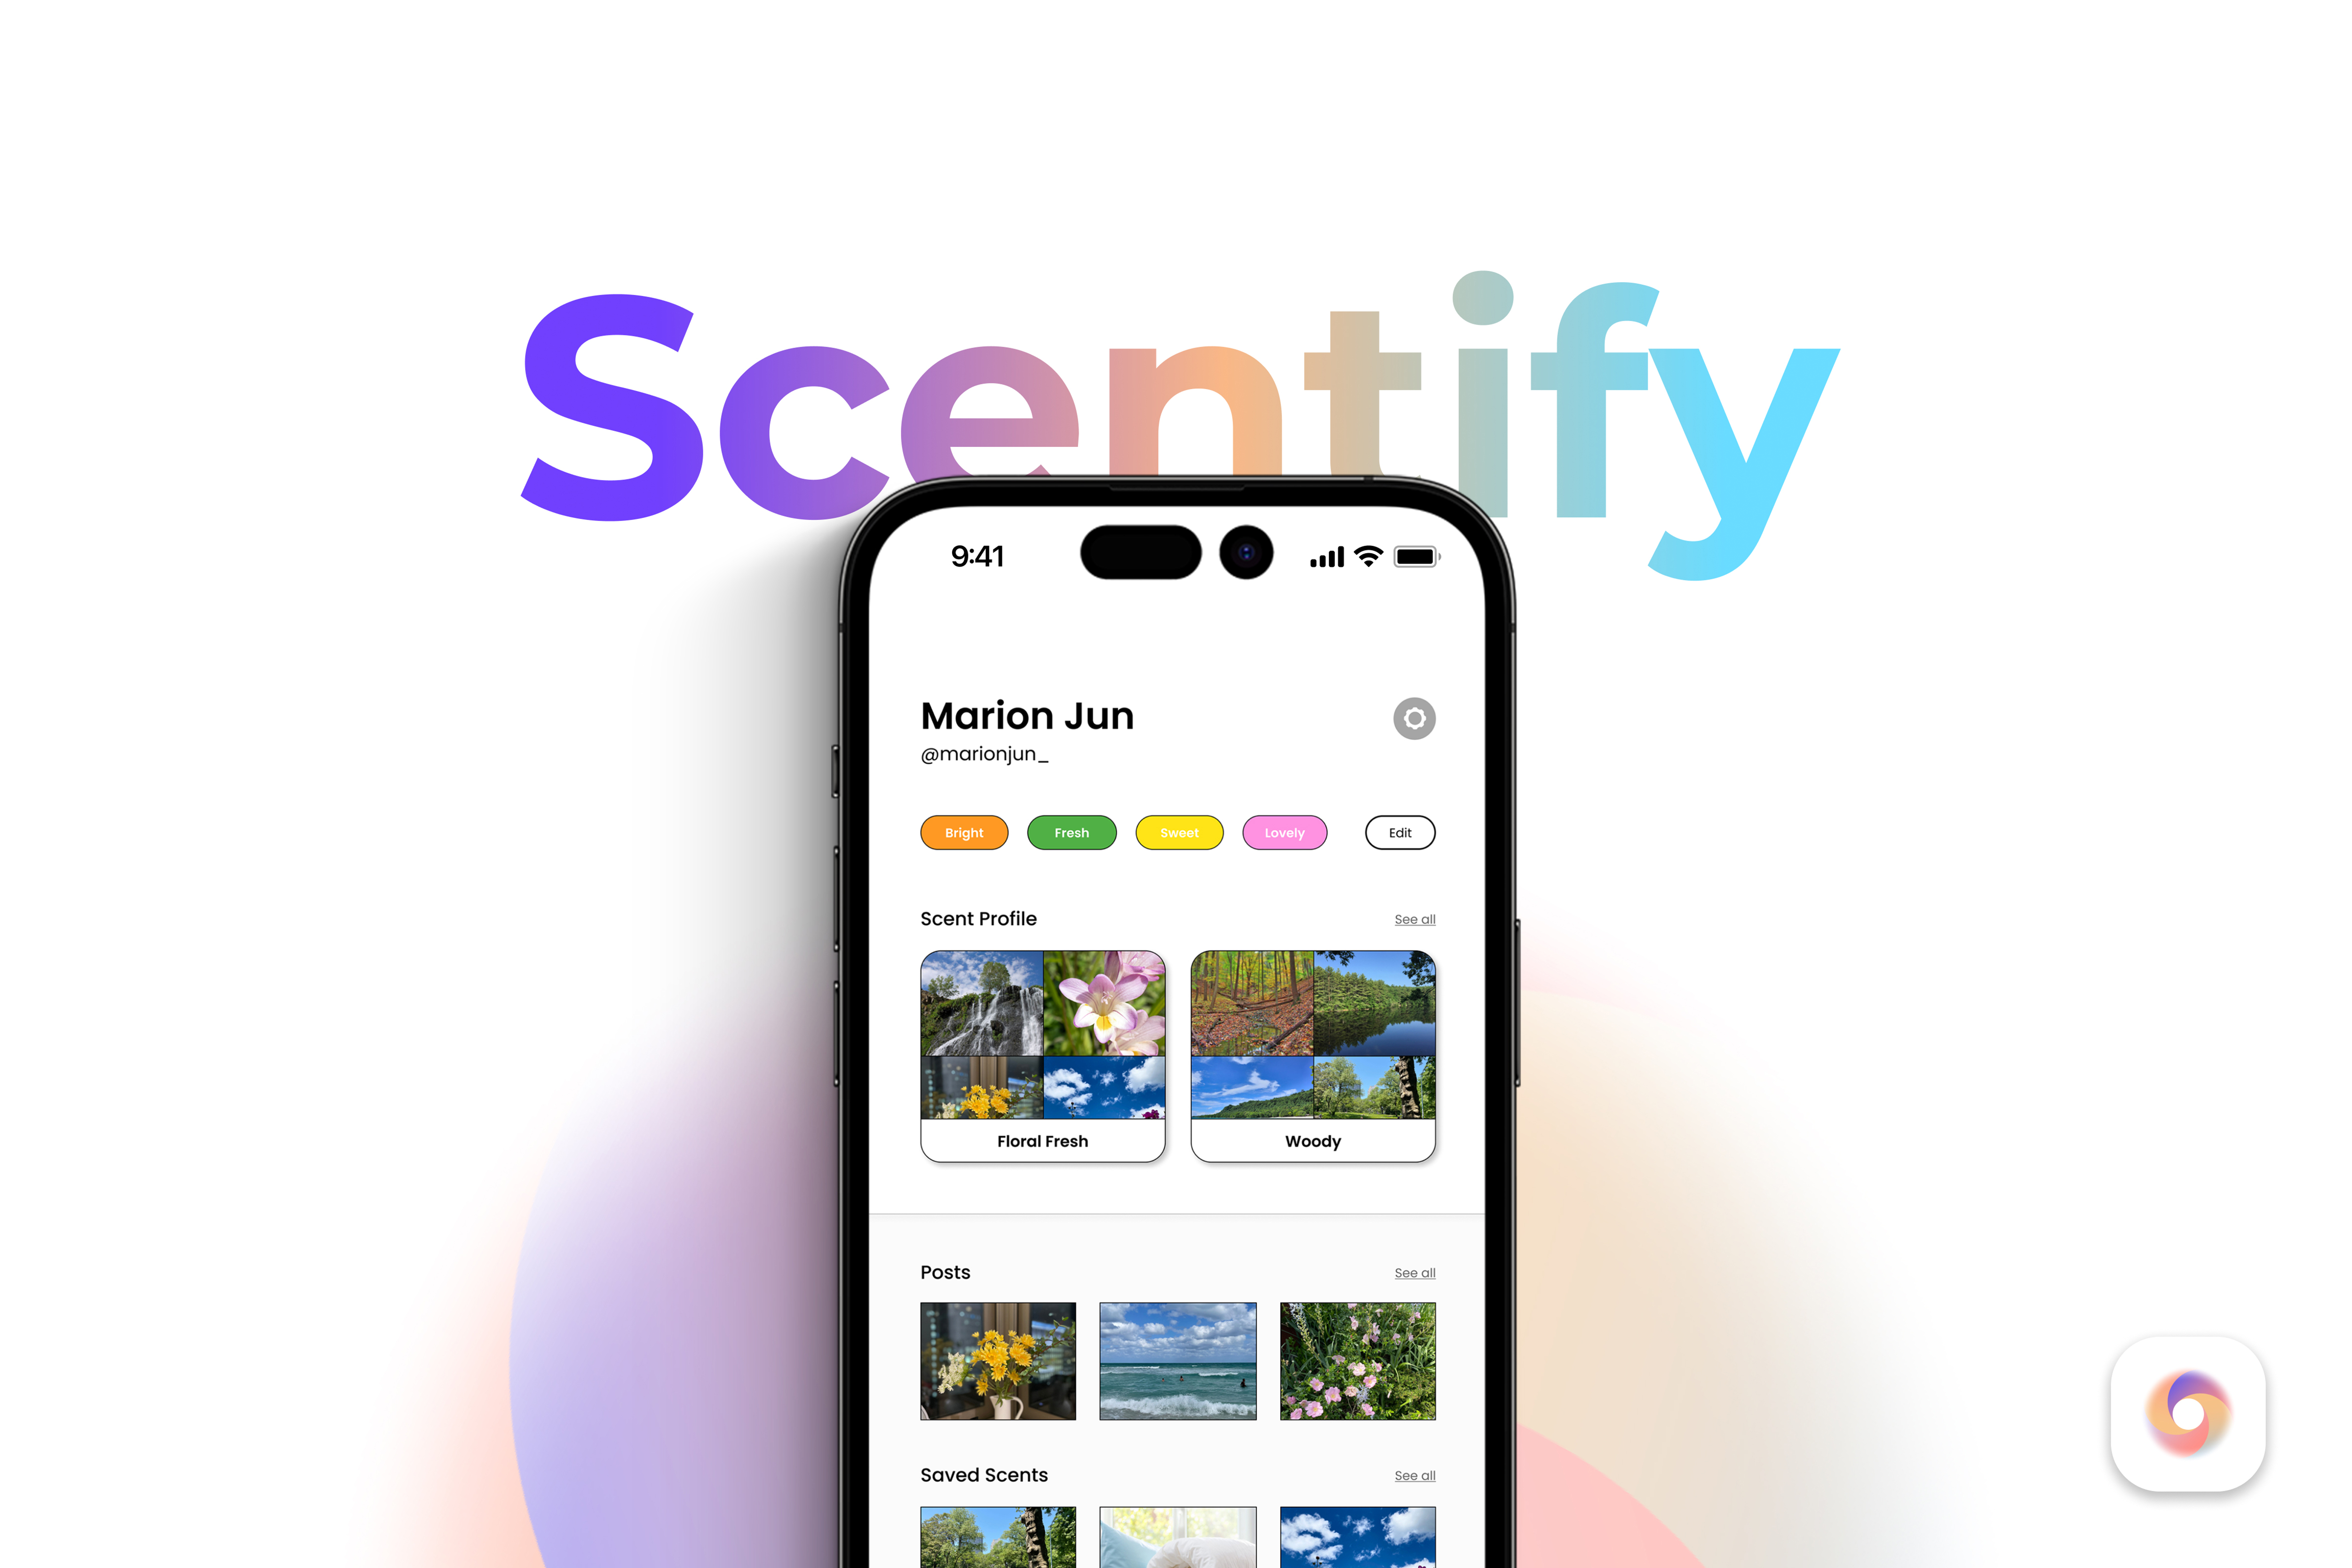 Scentify
9:41
Marion Jun
@marionjun_
Bright Fresh Sweet Lovely Edit
Scent Profile See all
Floral Fresh Woody
Posts See all
Saved Scents See all